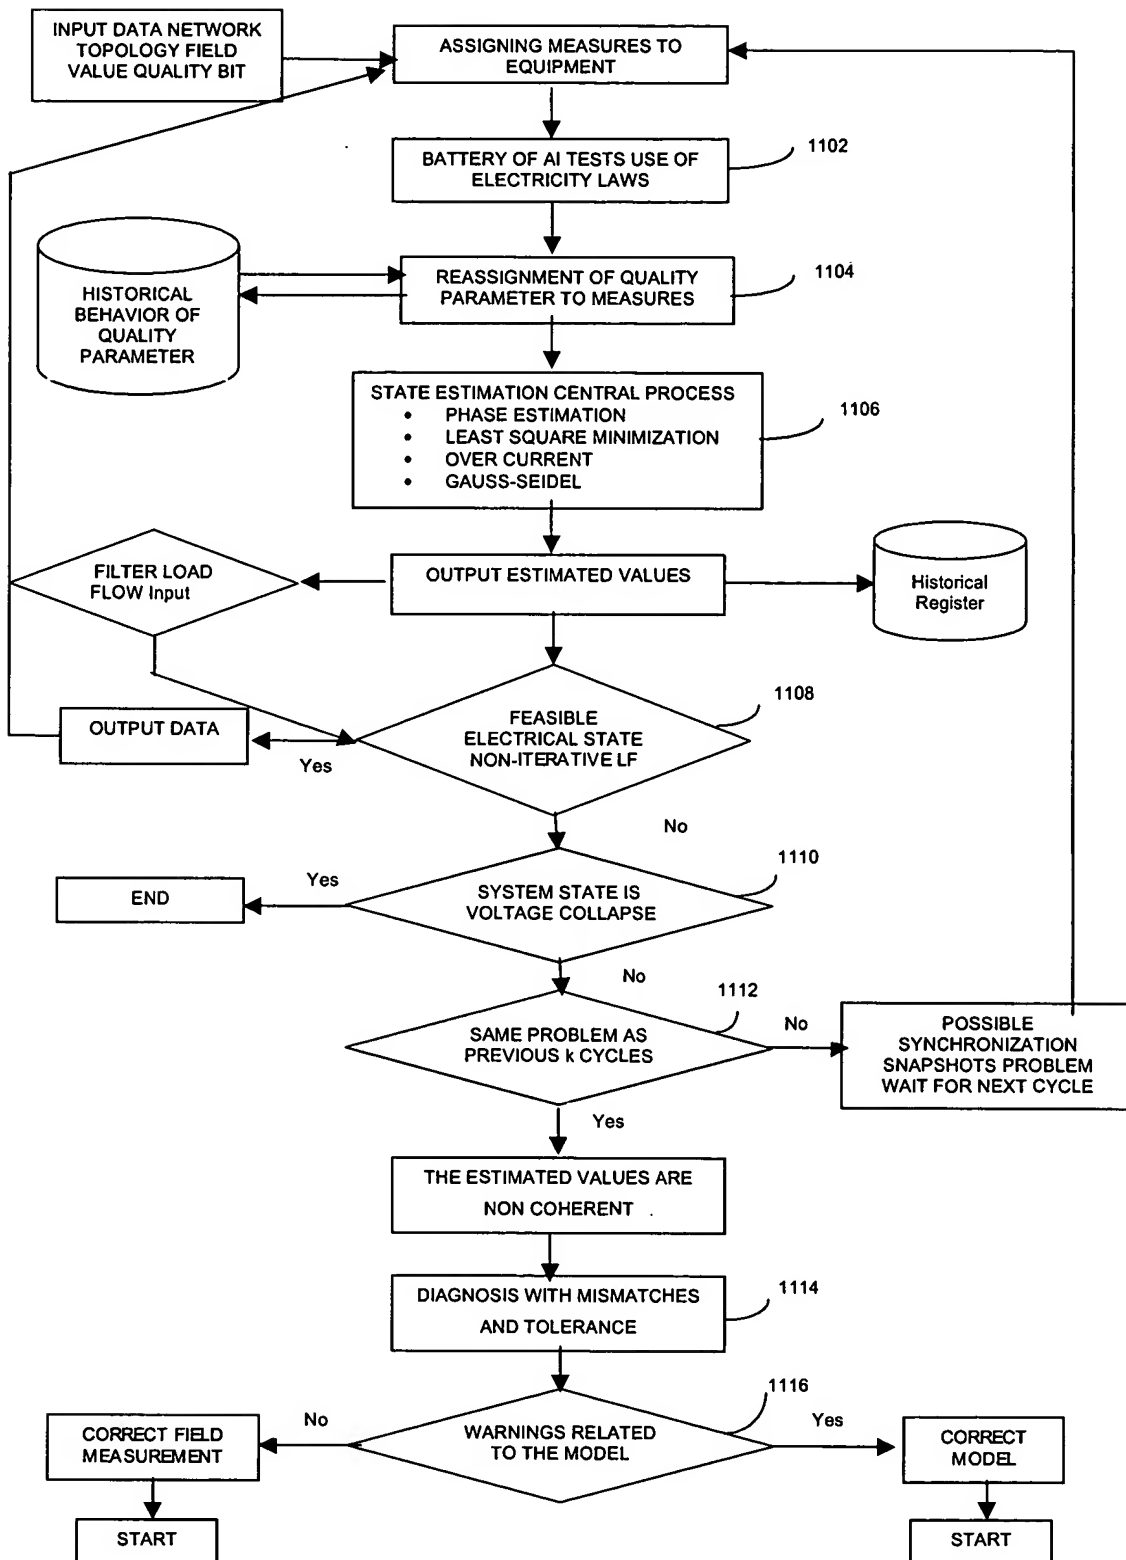 INPUT DATA NETWORK
TOPOLOGY FIELD
VALUE QUALITY BIT
ASSIGNING MEASURES TO
EQUIPMENT
BATTERY OF AI TESTS USE OF
ELECTRICITY LAWS
1102
HISTORICAL
BEHAVIOR OF
QUALITY
PARAMETER
REASSIGNMENT OF QUALITY
PARAMETER TO MEASURES
1104
STATE ESTIMATION CENTRAL PROCESS
• PHASE ESTIMATION
• LEAST SQUARE MINIMIZATION
• OVER CURRENT
• GAUSS-SEIDEL
1106
FILTER LOAD
FLOW Input
OUTPUT ESTIMATED VALUES
Historical
Register
OUTPUT DATA
Yes
FEASIBLE
ELECTRICAL STATE
NON-ITERATIVE LF
1108
No
END
Yes
SYSTEM STATE IS
VOLTAGE COLLAPSE
1110
No
SAME PROBLEM AS
PREVIOUS k CYCLES
1112
No
POSSIBLE
SYNCHRONIZATION
SNAPSHOTS PROBLEM
WAIT FOR NEXT CYCLE
Yes
THE ESTIMATED VALUES ARE
NON COHERENT
DIAGNOSIS WITH MISMATCHES
AND TOLERANCE
1114
WARNINGS RELATED
TO THE MODEL
1116
No
CORRECT FIELD
MEASUREMENT
START
Yes
CORRECT
MODEL
START